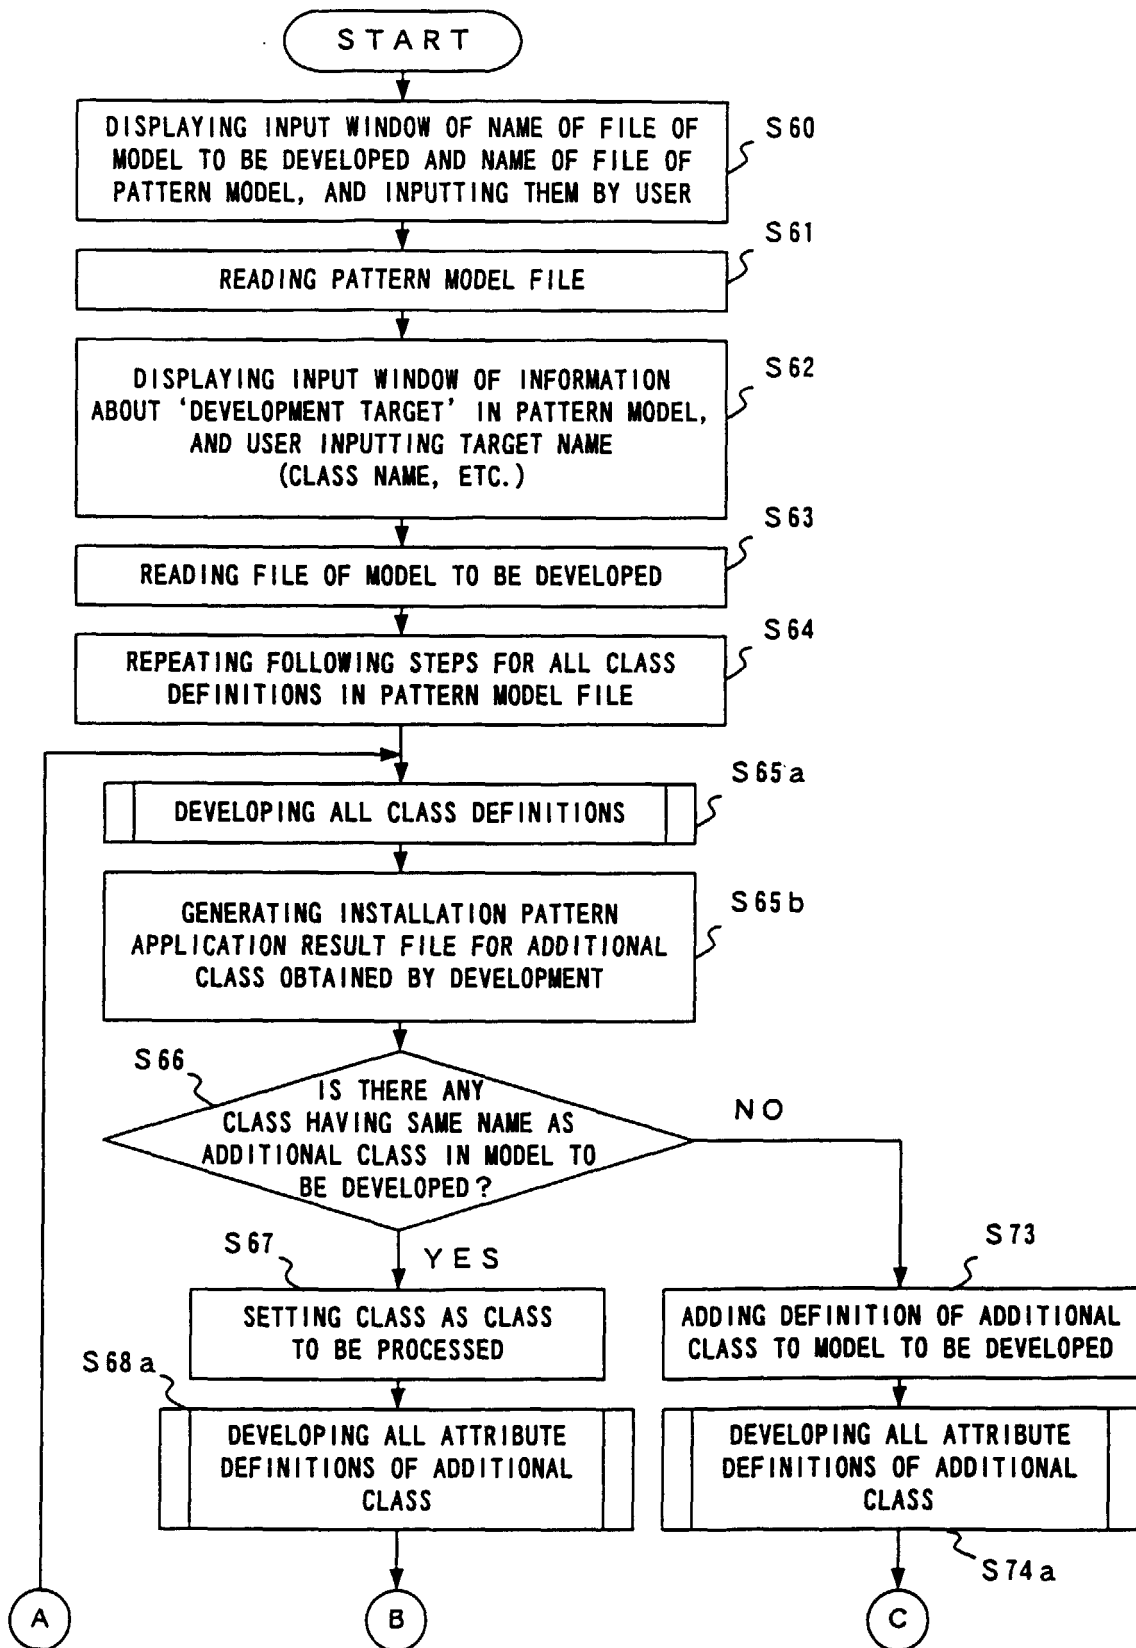 START
DISPLAYING INPUT WINDOW OF NAME OF FILE OF
MODEL TO BE DEVELOPED AND NAME OF FILE OF
PATTERN MODEL, AND INPUTTING THEM BY USER
S60
READING PATTERN MODEL FILE
S61
DISPLAYING INPUT WINDOW OF INFORMATION
ABOUT ‘DEVELOPMENT TARGET’ IN PATTERN MODEL,
AND USER INPUTTING TARGET NAME
(CLASS NAME, ETC.)
S62
READING FILE OF MODEL TO BE DEVELOPED
S63
REPEATING FOLLOWING STEPS FOR ALL CLASS
DEFINITIONS IN PATTERN MODEL FILE
S64
DEVELOPING ALL CLASS DEFINITIONS
S65a
GENERATING INSTALLATION PATTERN
APPLICATION RESULT FILE FOR ADDITIONAL
CLASS OBTAINED BY DEVELOPMENT
S65b
S66
IS THERE ANY
CLASS HAVING SAME NAME AS
ADDITIONAL CLASS IN MODEL TO
BE DEVELOPED?
NO
YES
S67
SETTING CLASS AS CLASS
TO BE PROCESSED
S73
ADDING DEFINITION OF ADDITIONAL
CLASS TO MODEL TO BE DEVELOPED
S68a
DEVELOPING ALL ATTRIBUTE
DEFINITIONS OF ADDITIONAL
CLASS
DEVELOPING ALL ATTRIBUTE
DEFINITIONS OF ADDITIONAL
CLASS
S74a
A
B
C